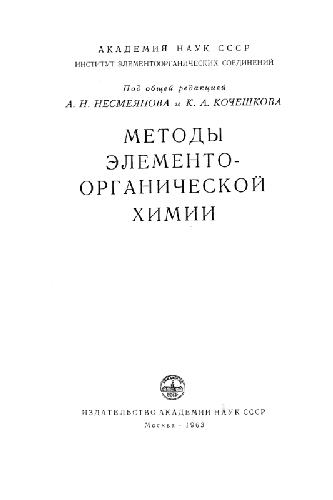 АКАДЕМИЯ НАУК СССР
ИНСТИТУТ ЭЛЕМЕНТООРГАНИЧЕСКИХ СОЕДИНЕНИЙ
Под общей редакцией
А. Н. НЕСМЕЯНОВА и К. А. КОЧЕШКОВА
МЕТОДЫ
ЭЛЕМЕНТО-
ОРГАНИЧЕСКОЙ
ХИМИИ
ИЗДАТЕЛЬСТВО АКАДЕМИИ НАУК СССР
Москва - 1963